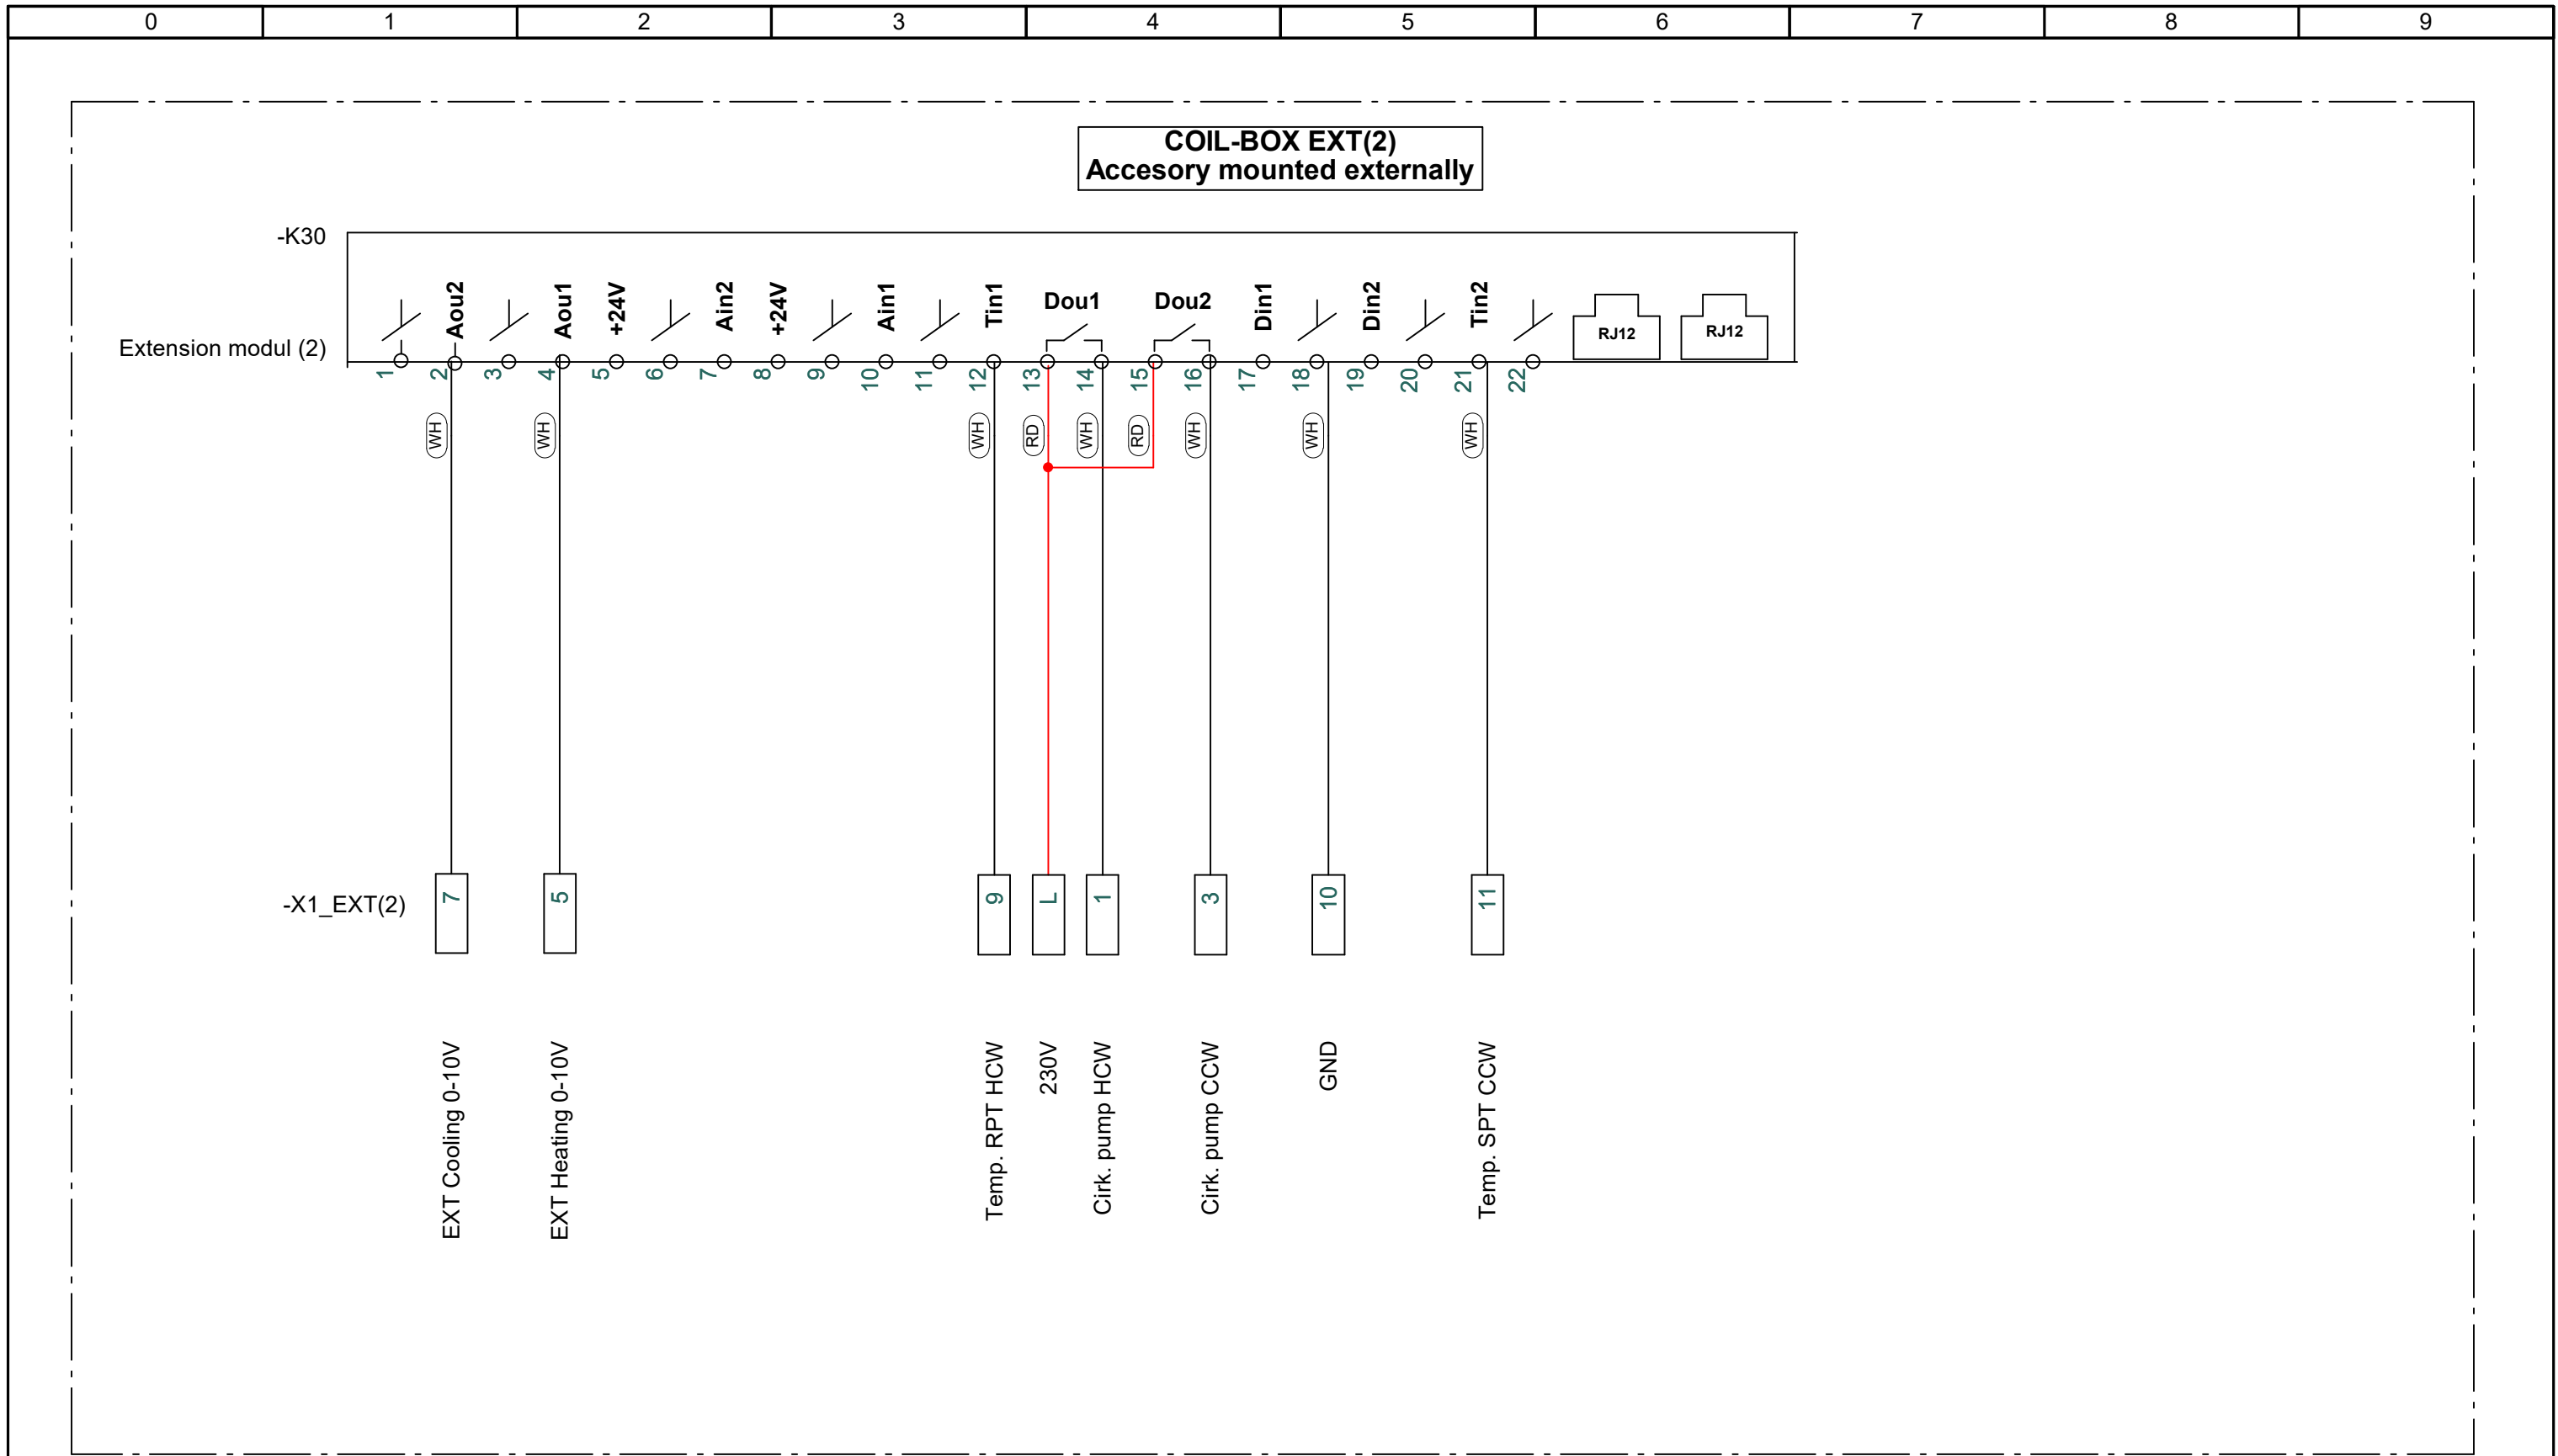 0 1 2 3 4 5 6 7 8 9
COIL-BOX EXT(2)
Accesory mounted externally
-K30
Extension modul (2)
Aou2 Aou1 +24V Ain2 +24V Ain1 Tin1 Dou1 Dou2 Din1 Din2 Tin2 RJ12 RJ12
1 2 3 4 5 6 7 8 9 10 11 12 13 14 15 16 17 18 19 20 21 22
WH WH WH RD WH RD WH WH WH
-X1_EXT(2)
7 5 9 L 1 3 10 11
EXT Cooling 0-10V
EXT Heating 0-10V
Temp. RPT HCW
230V
Cirk. pump HCW
Cirk. pump CCW
GND
Temp. SPT CCW